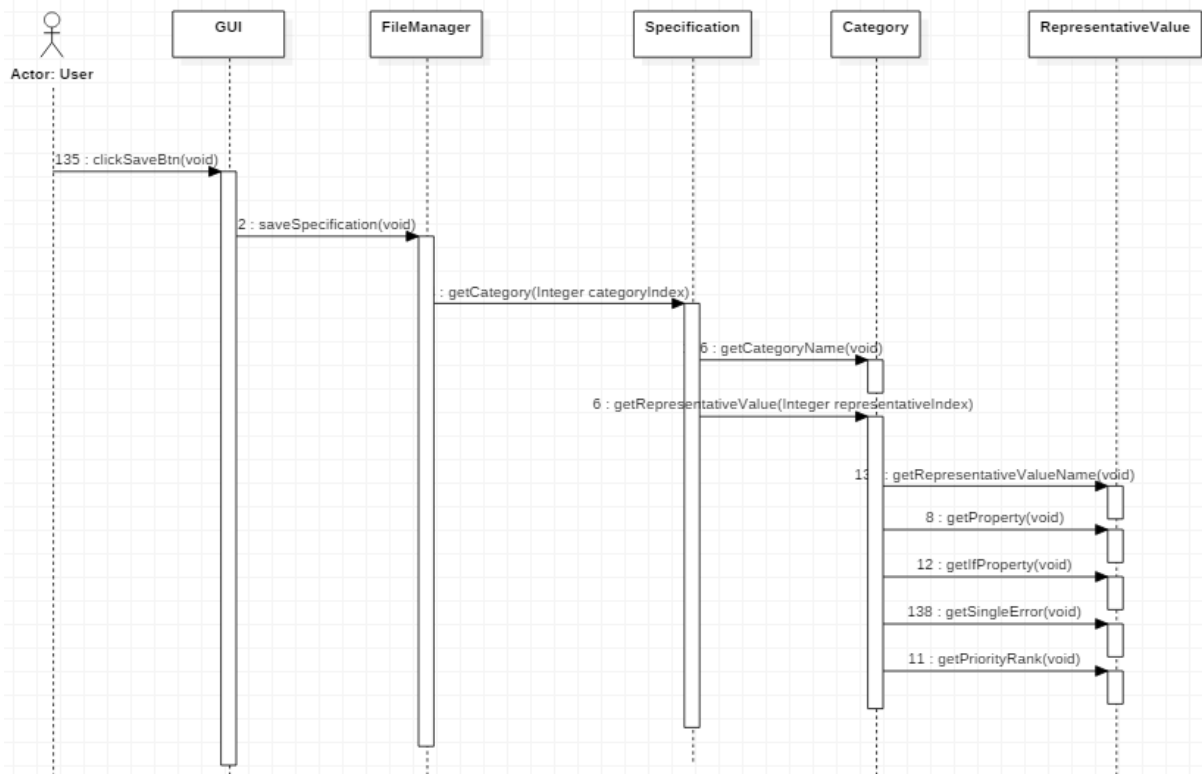 GUI
FileManager
Specification
Category
RepresentativeValue
Actor: User
135 : clickSaveBtn(void)
2 : saveSpecification(void)
: getCategory(Integer categoryIndex)
6 : getCategoryName(void)
6 : getRepresentativeValue(Integer representativeIndex)
13 : getRepresentativeValueName(void)
8 : getProperty(void)
12 : getIfProperty(void)
138 : getSingleError(void)
11 : getPriorityRank(void)